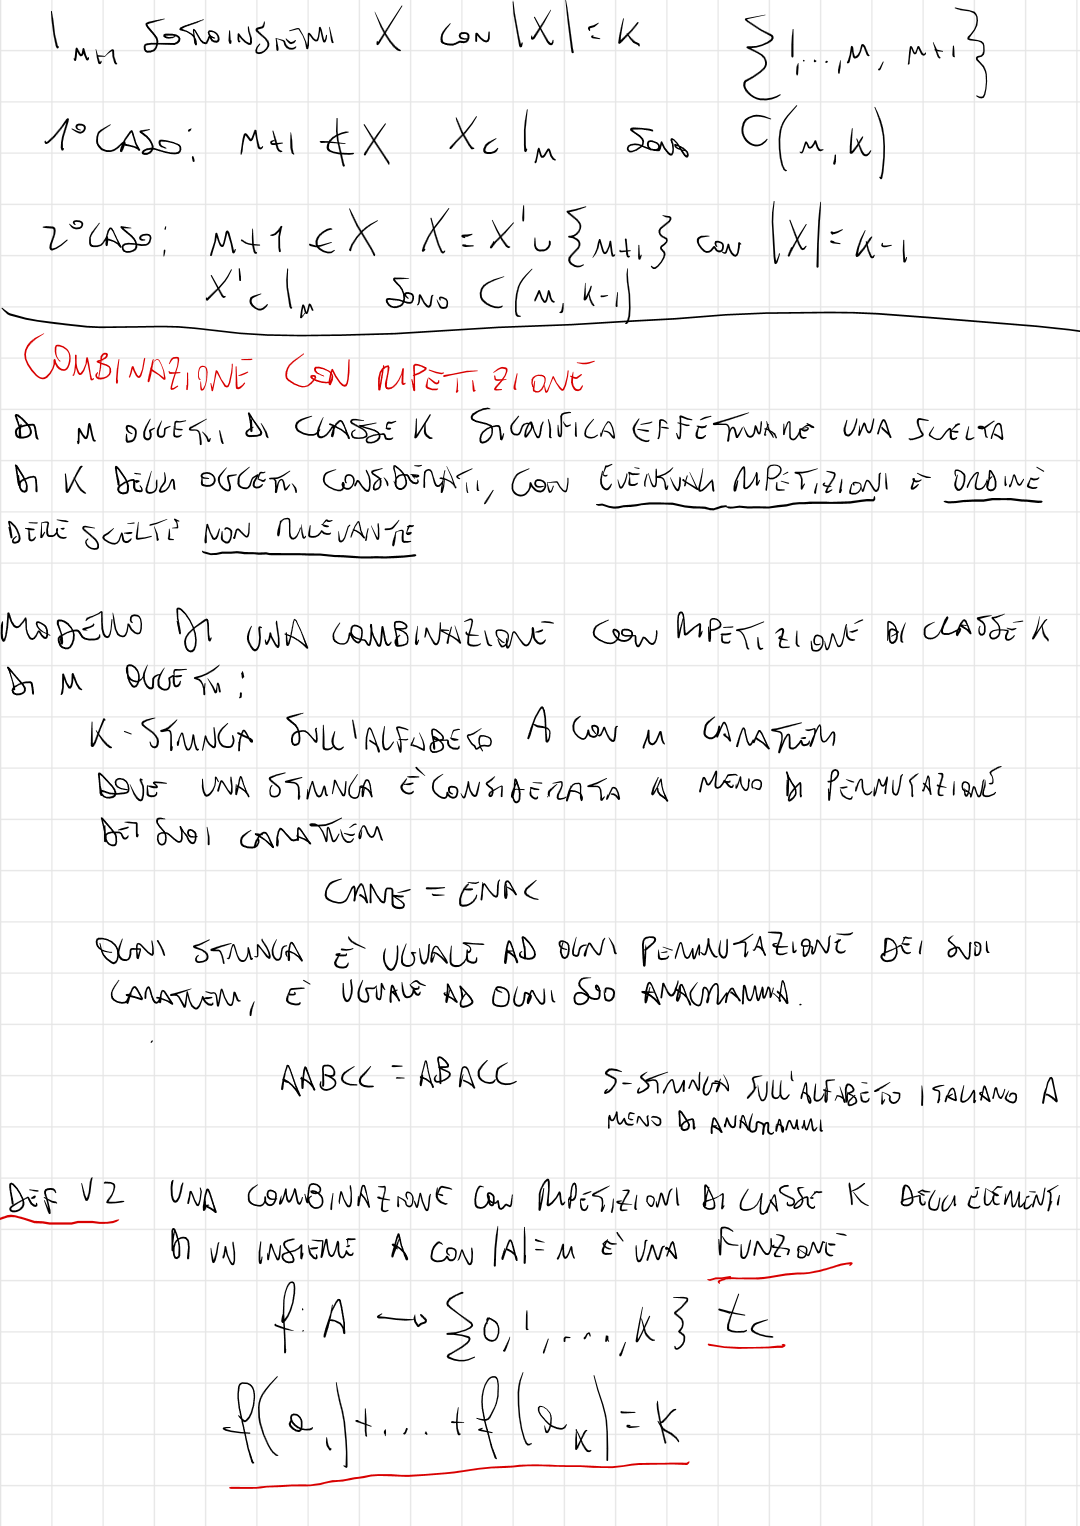 I_{n+1} SOTTOINSIEMI X CON |X| = K {1,...,n, n+1}
1° CASO: n+1 ∉ X X ⊂ I_n SONO C(n, k)
2° CASO: n+1 ∈ X X = X' ∪ {n+1} CON |X| = k-1
X' ⊂ I_n SONO C(n, k-1)
COMBINAZIONE CON RIPETIZIONE
DI n OGGETTI DI CLASSE K SIGNIFICA EFFETTUARE UNA SCELTA
DI K DEGLI OGGETTI CONSIDERATI, CON EVENTUALI RIPETIZIONI E ORDINE
DELLE SCELTE NON RILEVANTE
MODELLO DI UNA COMBINAZIONE CON RIPETIZIONE DI CLASSE K
DI n OGGETTI:
K-STRINGA SULL'ALFABETO A CON n CARATTERI
DOVE UNA STRINGA È CONSIDERATA A MENO DI PERMUTAZIONE
DEI SUOI CARATTERI
CANE = ENAC
OGNI STRINGA È UGUALE AD OGNI PERMUTAZIONE DEI SUOI
CARATTERI, È UGUALE AD OGNI SUO ANAGRAMMA.
AABCC = ABACC
5-STRINGA SULL'ALFABETO ITALIANO A
MENO DI ANAGRAMMI
DEF V2 UNA COMBINAZIONE CON RIPETIZIONI DI CLASSE K DEGLI ELEMENTI
DI UN INSIEME A CON |A| = n È UNA FUNZIONE
f: A → {0,1,...,k} tc
f(a_1)+...+f(a_k) = K